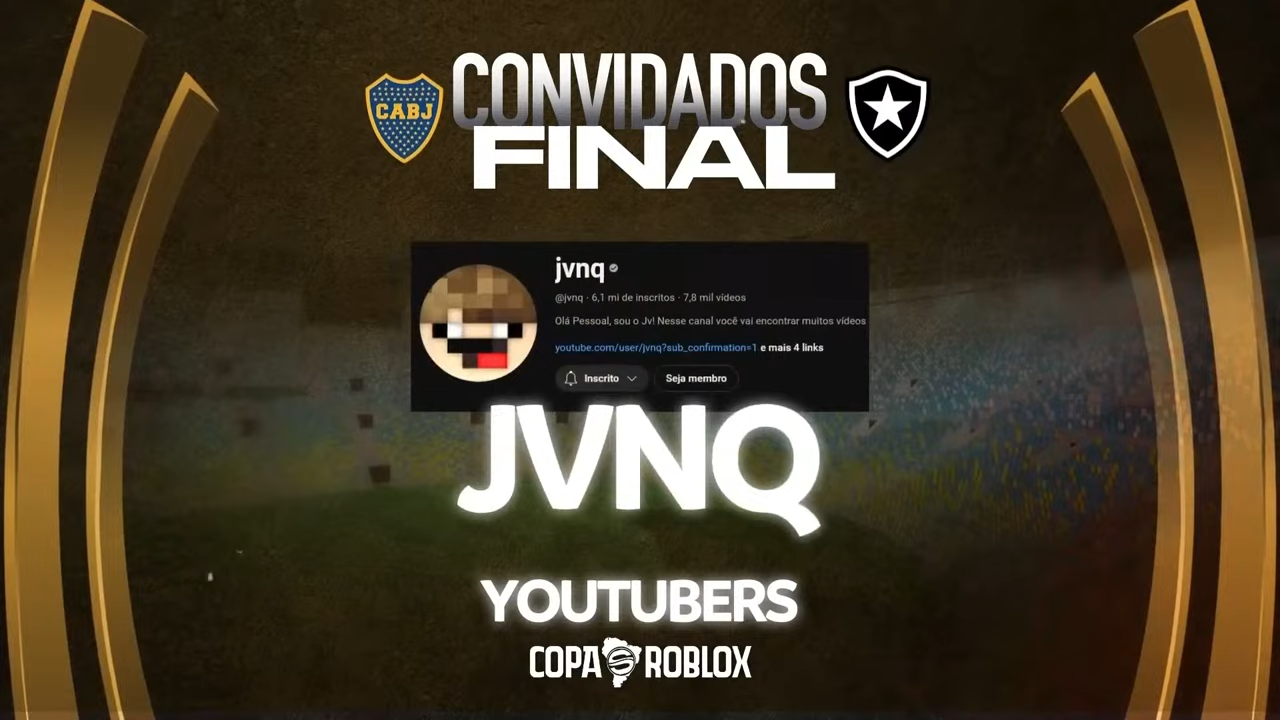 CABJ
CONVIDADOS
FINAL
jvnq
@jvnq · 6,1 mi de inscritos · 7,8 mil vídeos
Olá Pessoal, sou o Jv! Nesse canal você vai encontrar muitos vídeos
youtube.com/user/jvnq?sub_confirmation=1 e mais 4 links
Inscrito
Seja membro
JVNQ
YOUTUBERS
COPA ROBLOX